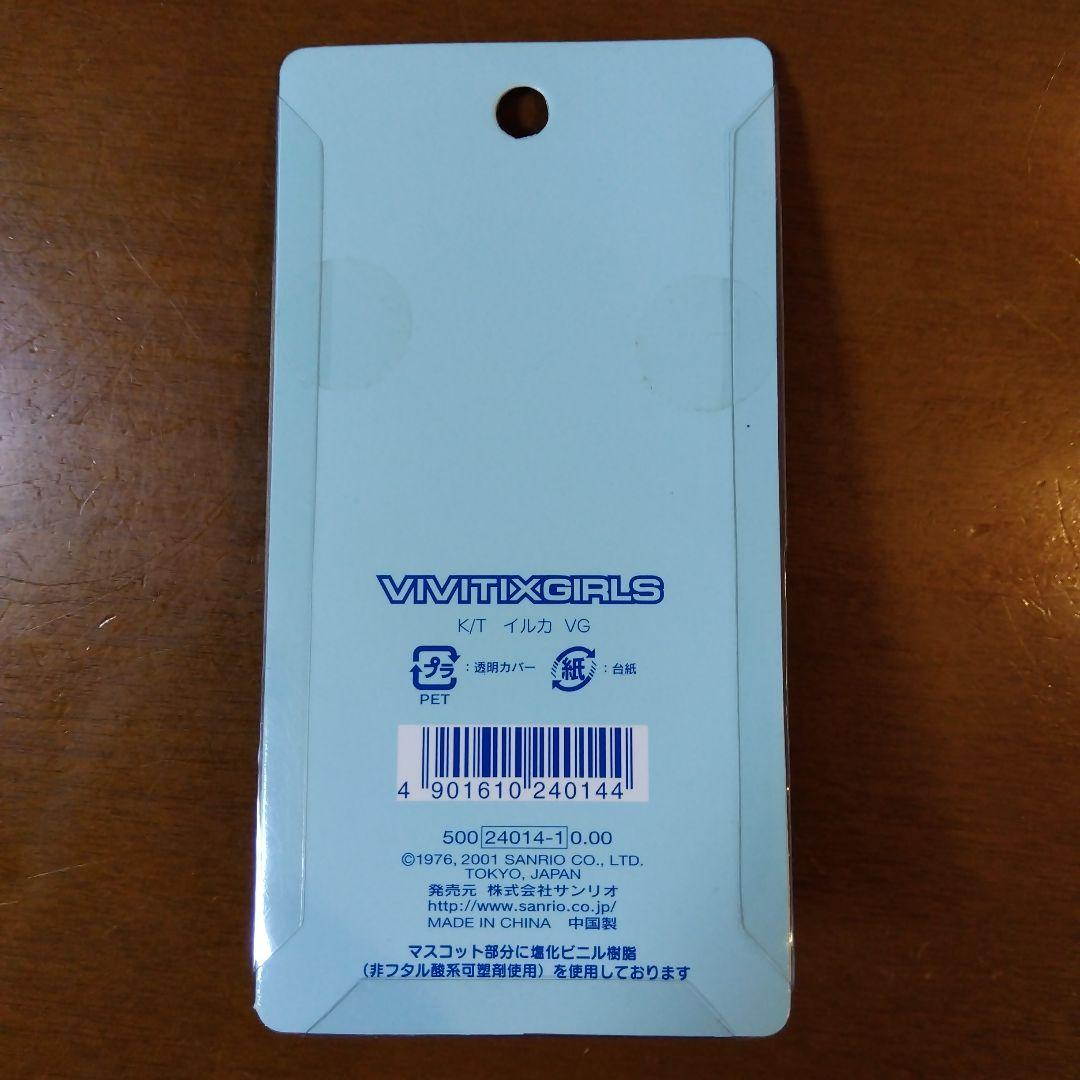 VIVITIXGIRLS
K/T イルカ VG
プラ :透明カバー 紙 :台紙
PET
4 901610 240144
500 24014-1 0.00
©1976, 2001 SANRIO CO., LTD.
TOKYO, JAPAN
発売元 株式会社サンリオ
http://www.sanrio.co.jp/
MADE IN CHINA 中国製
マスコット部分に塩化ビニル樹脂
(非フタル酸系可塑剤使用)を使用しております